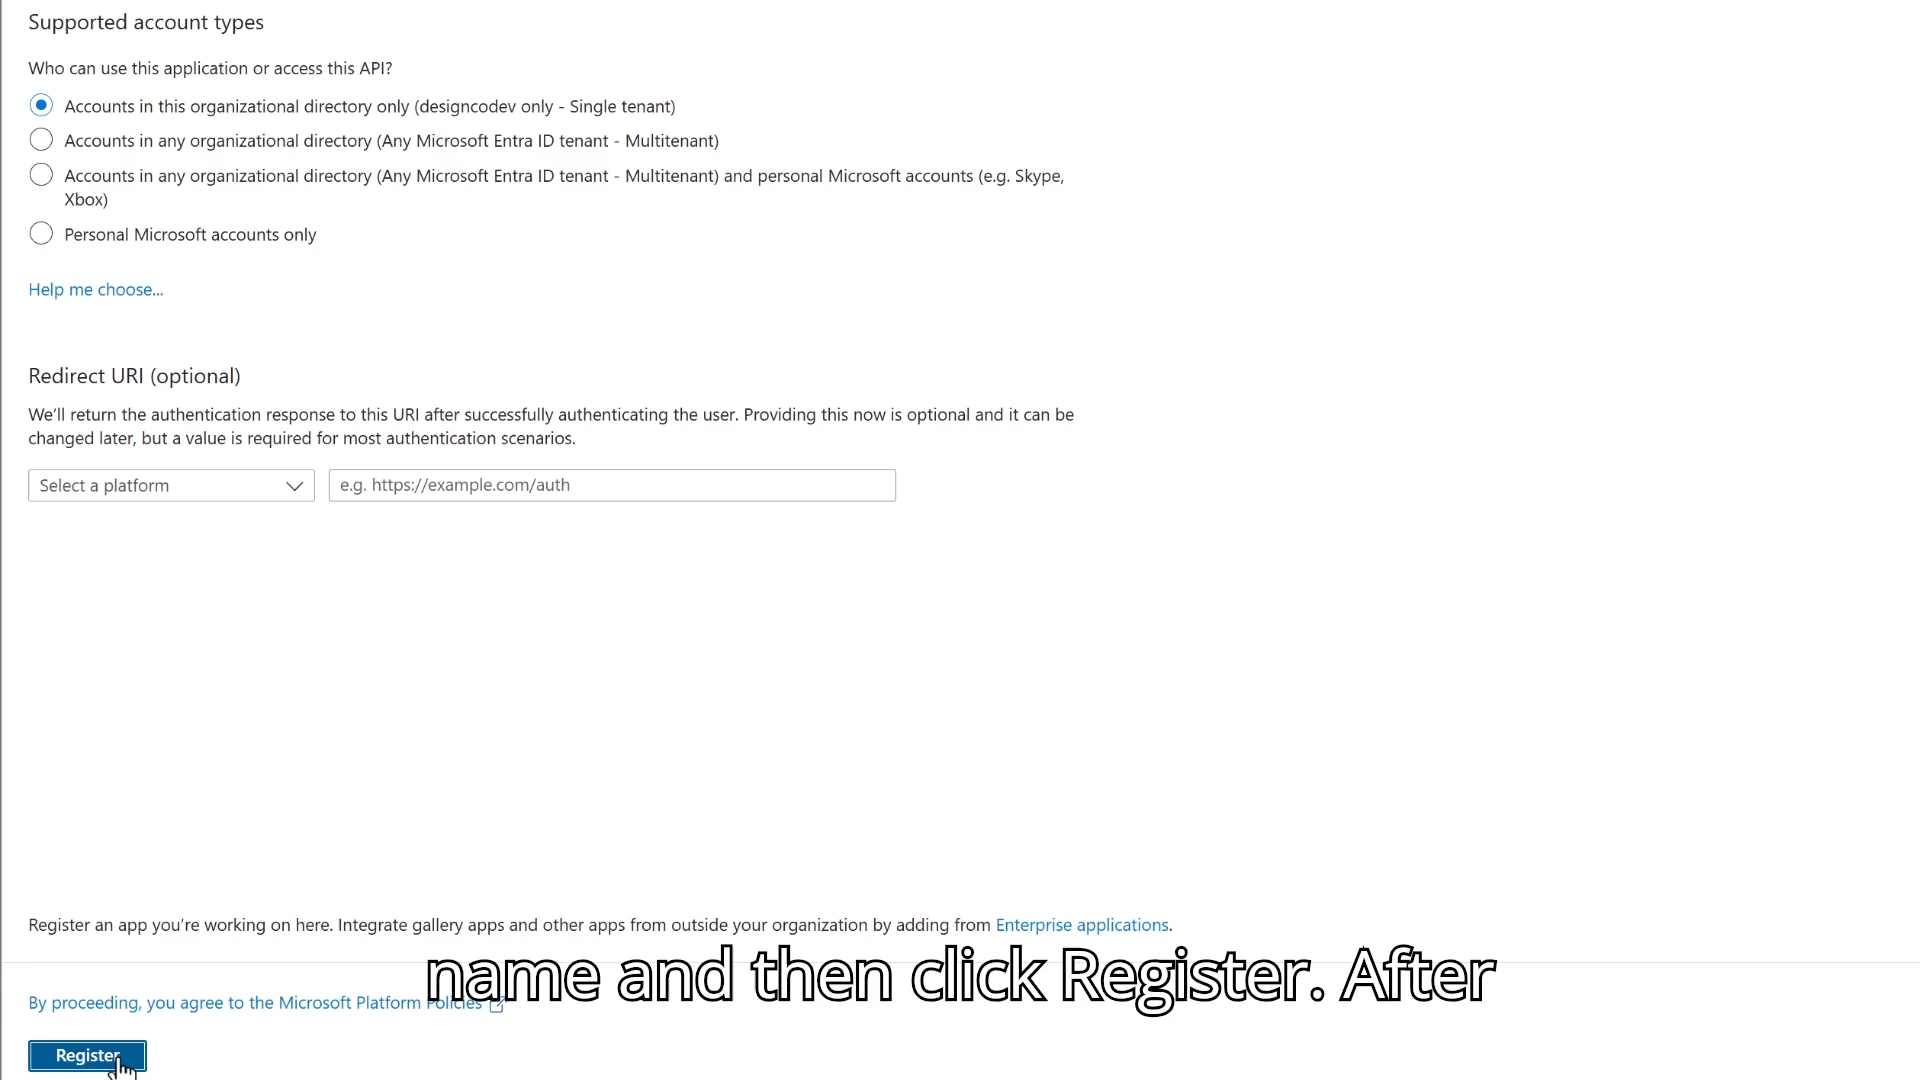 Supported account types
Who can use this application or access this API?
Accounts in this organizational directory only (designcodev only - Single tenant)
Accounts in any organizational directory (Any Microsoft Entra ID tenant - Multitenant)
Accounts in any organizational directory (Any Microsoft Entra ID tenant - Multitenant) and personal Microsoft accounts (e.g. Skype,
Xbox)
Personal Microsoft accounts only
Help me choose...
Redirect URI (optional)
We'll return the authentication response to this URI after successfully authenticating the user. Providing this now is optional and it can be
changed later, but a value is required for most authentication scenarios.
Select a platform
e.g. https://example.com/auth
Register an app you're working on here. Integrate gallery apps and other apps from outside your organization by adding from Enterprise applications.
name and then click Register. After
By proceeding, you agree to the Microsoft Platform Policies
Register